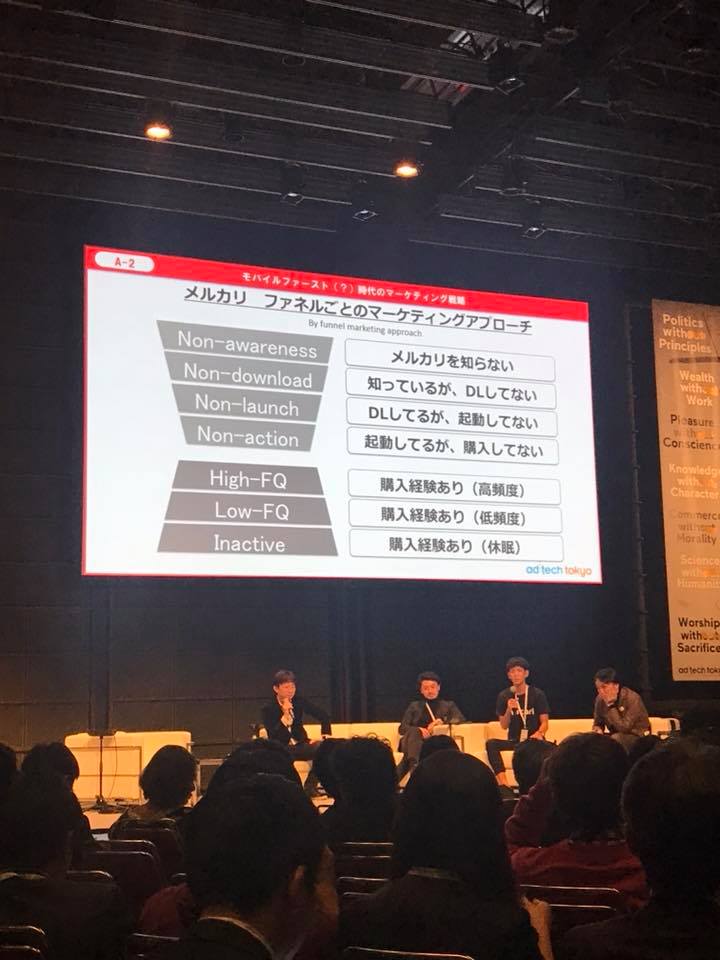 A-2
モバイルファースト(?)時代のマーケティング戦略
メルカリ ファネルごとのマーケティングアプローチ
By funnel marketing approach
Non-awareness
メルカリを知らない
Non-download
知っているが、DLしてない
Non-launch
DLしてるが、起動してない
Non-action
起動してるが、購入してない
High-FQ
購入経験あり(高頻度)
Low-FQ
購入経験あり(低頻度)
Inactive
購入経験あり(休眠)
ad:tech tokyo
Politics
without
Principles
Wealth
without
Work
Pleasure
without
Conscience
Knowledge
without
Character
Commerce
without
Morality
Science
without
Humanity
Worship
without
Sacrifice
ad:tech